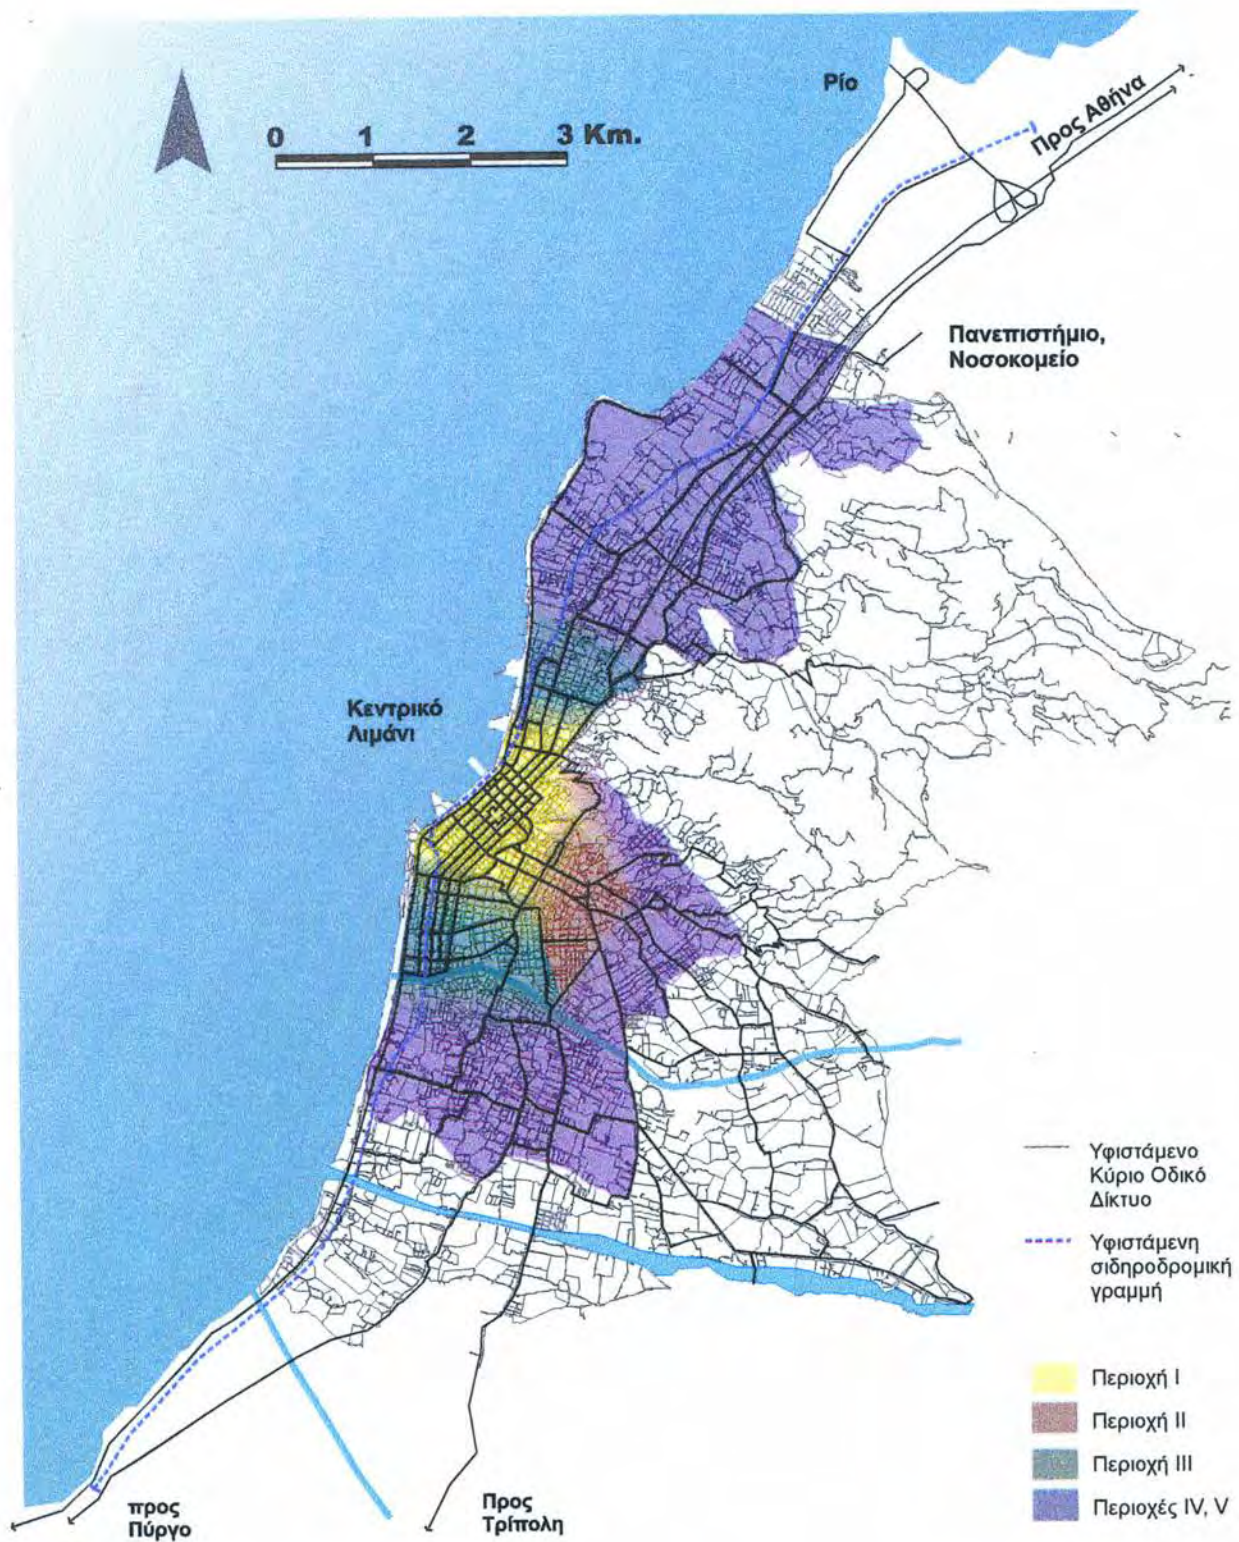 Ρίο
Προς Αθήνα
0 1 2 3 Km.
Πανεπιστήμιο,
Νοσοκομείο
Κεντρικό
Λιμάνι
Υφιστάμενο
Κύριο Οδικό
Δίκτυο
Υφιστάμενη
σιδηροδρομική
γραμμή
Περιοχή I
Περιοχή II
Περιοχή III
Περιοχές IV, V
προς
Πύργο
Προς
Τρίπολη